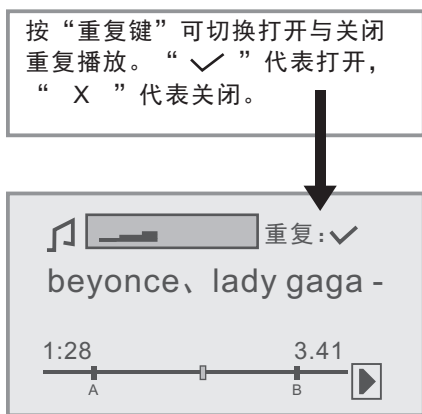 按“重复键”可切换打开与关闭
重复播放。 “ ✓ ”代表打开,
“ X ”代表关闭。
重复:✓
beyonce、lady gaga -
1:28 3.41
A B